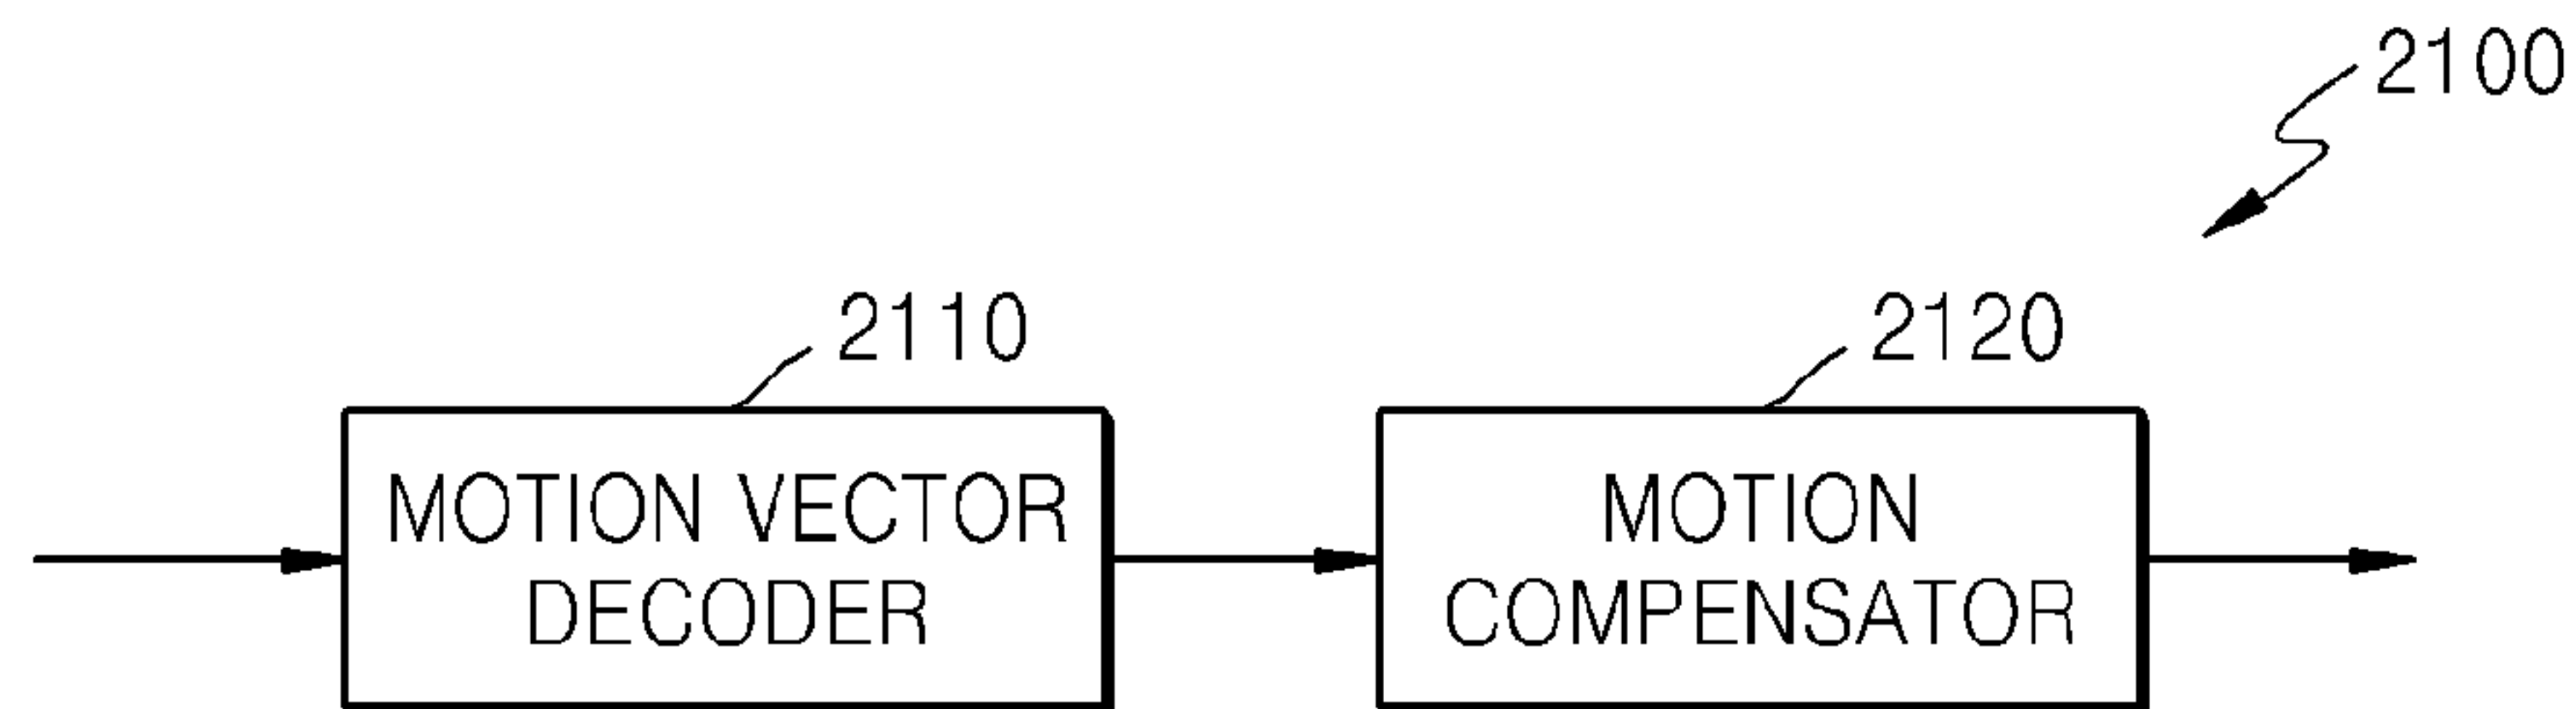 2100
2110
2120
MOTION VECTOR
DECODER
MOTION
COMPENSATOR